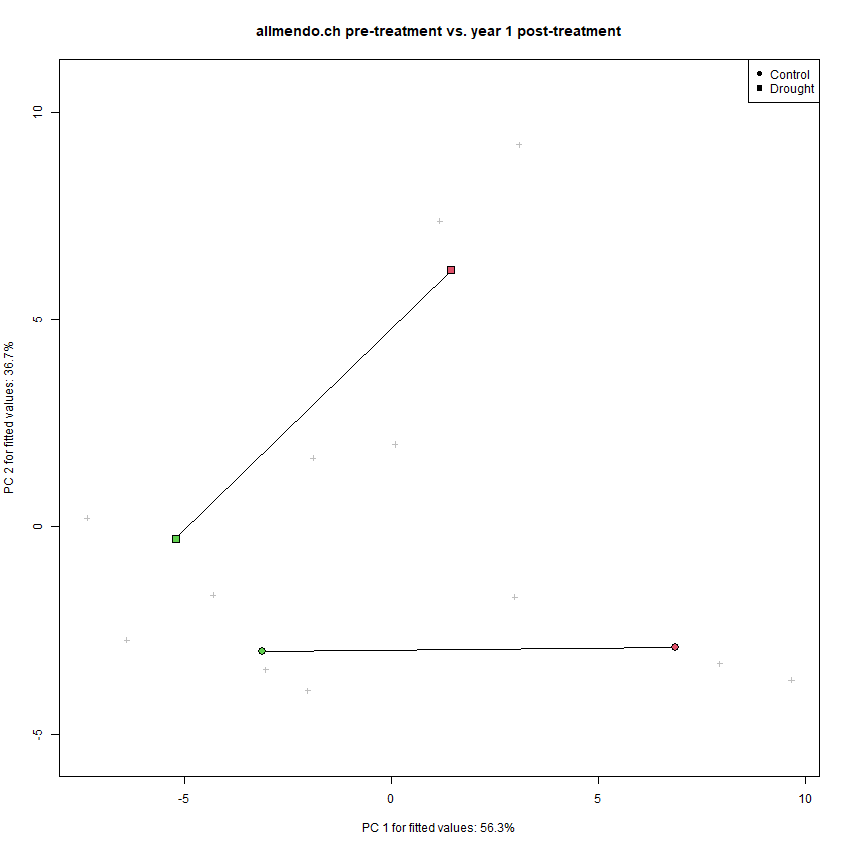 allmendo.ch pre-treatment vs. year 1 post-treatment
Control
Drought
10
5
0
-5
PC 2 for fitted values: 36.7%
-5
0
5
10
PC 1 for fitted values: 56.3%